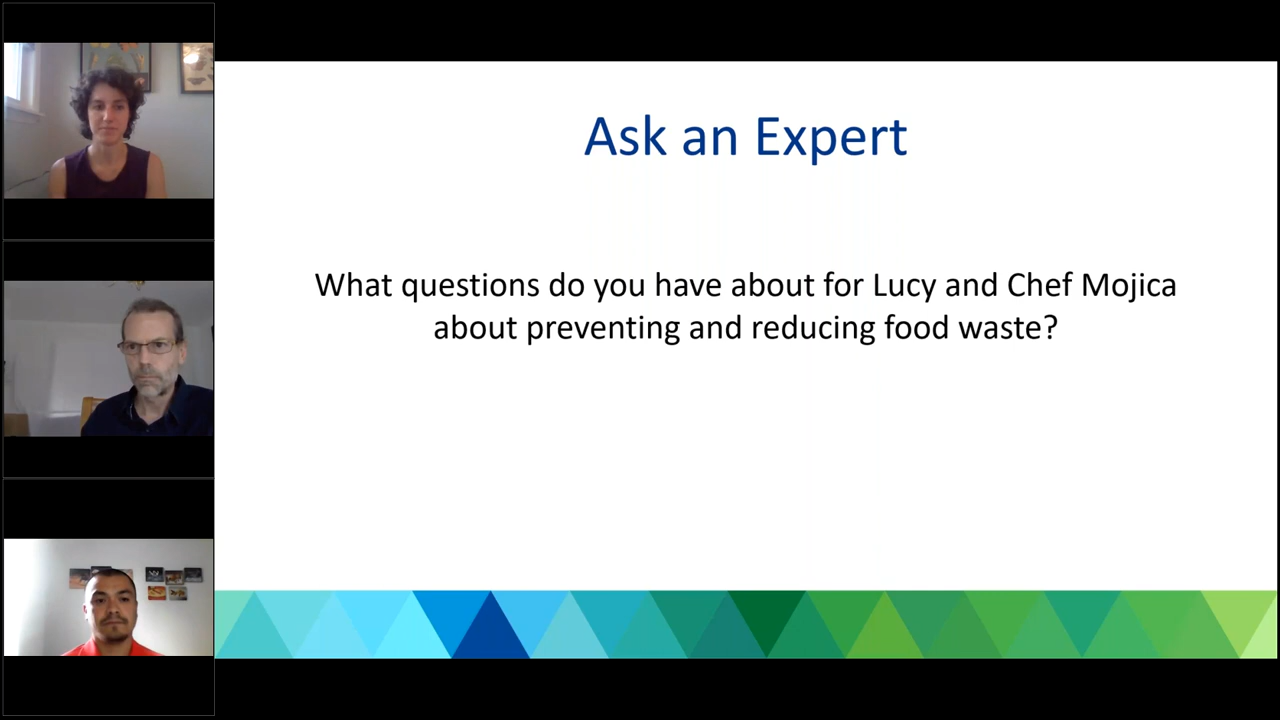 Ask an Expert
What questions do you have about for Lucy and Chef Mojica
about preventing and reducing food waste?